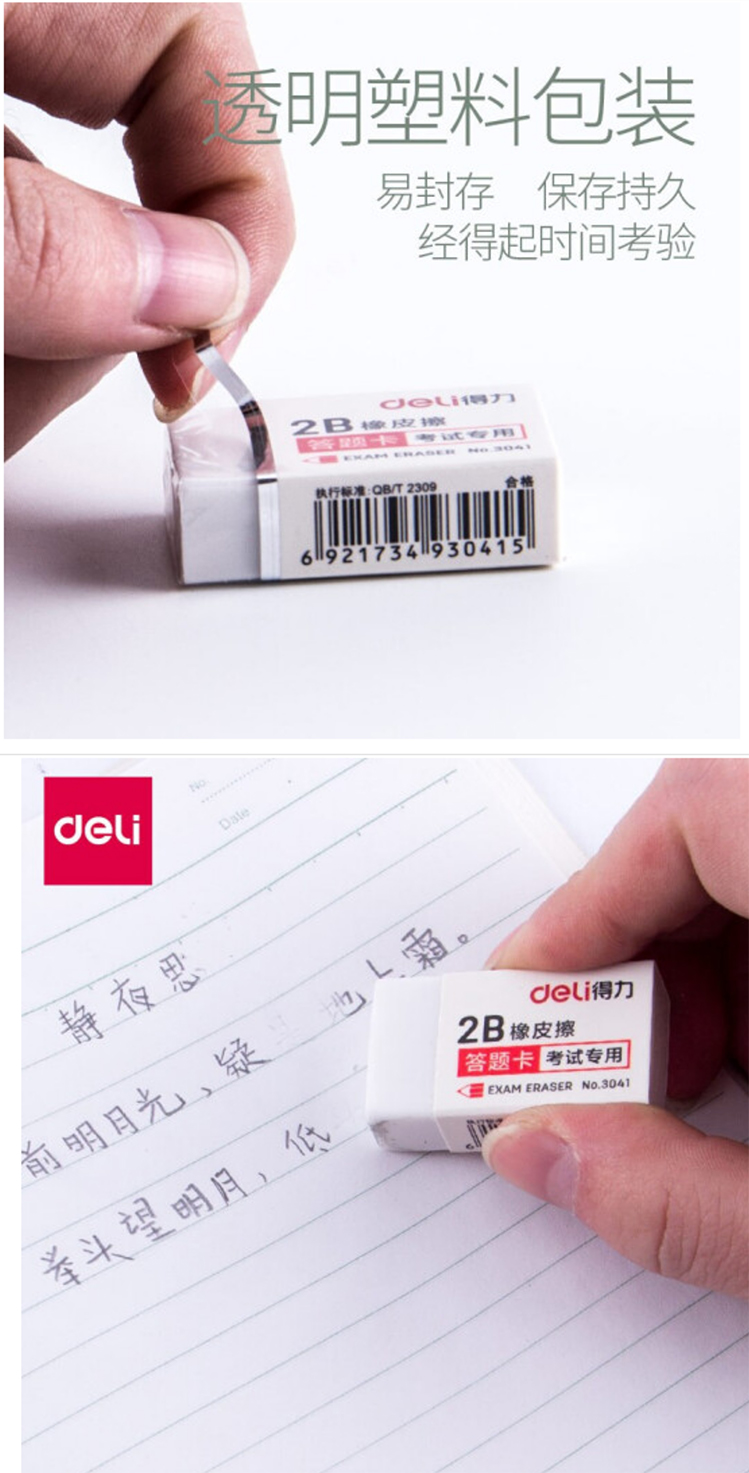 透明塑料包装
易封存 保存持久
经得起时间考验
deli得力
2B 橡皮擦
答题卡 考试专用
EXAM ERASER No.3041
执行标准:QB/T 2309 合格
6 921734 930415
deli
No.
Date
静夜思
前明月光,疑 地上霜。
举头望明月,低
deli得力
2B 橡皮擦
答题卡 考试专用
EXAM ERASER No.3041